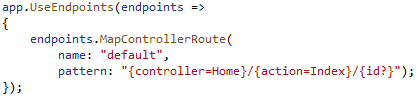 app.UseEndpoints(endpoints =>
{
    endpoints.MapControllerRoute(
        name: "default",
        pattern: "{controller=Home}/{action=Index}/{id?}");
});